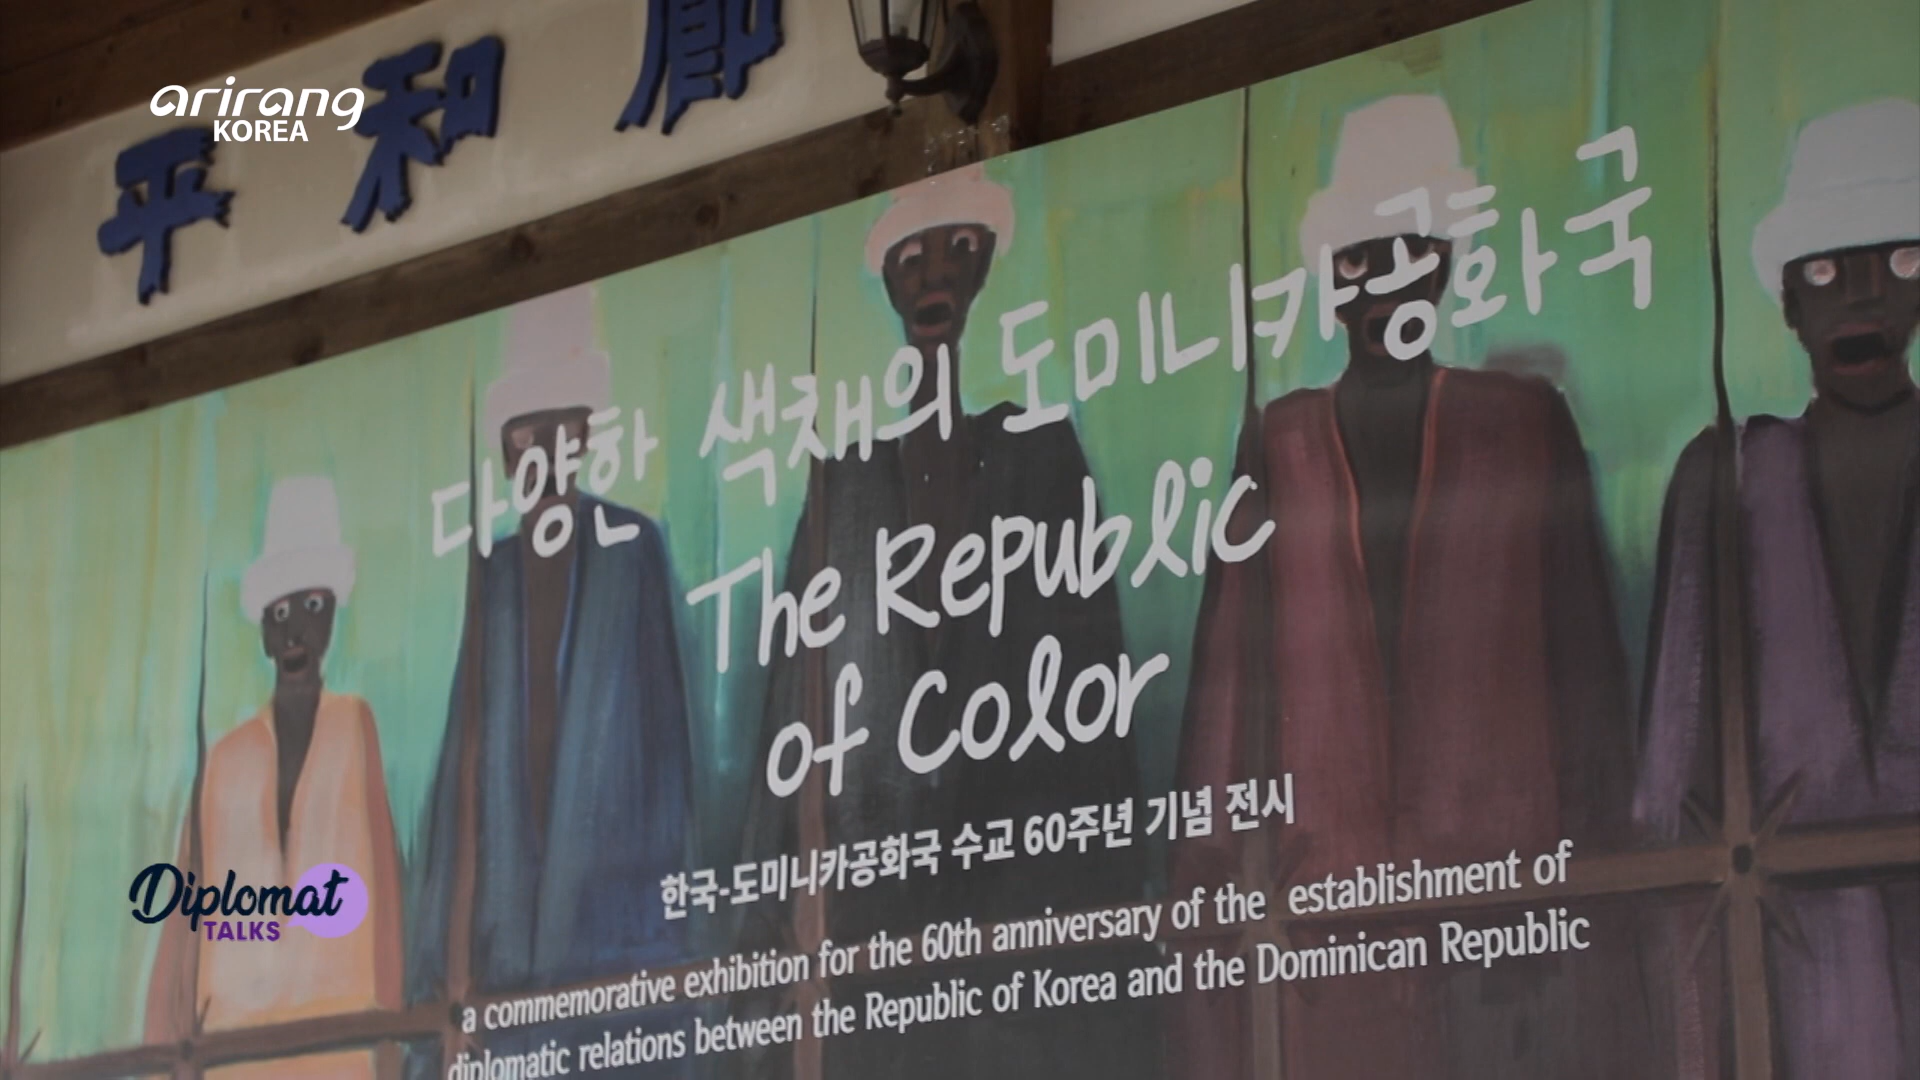 arirang
KOREA
平和廊
다양한 색채의 도미니카공화국
The Republic
of Color
한국-도미니카공화국 수교 60주년 기념 전시
a commemorative exhibition for the 60th anniversary of the establishment of
diplomatic relations between the Republic of Korea and the Dominican Republic
Diplomat
TALKS